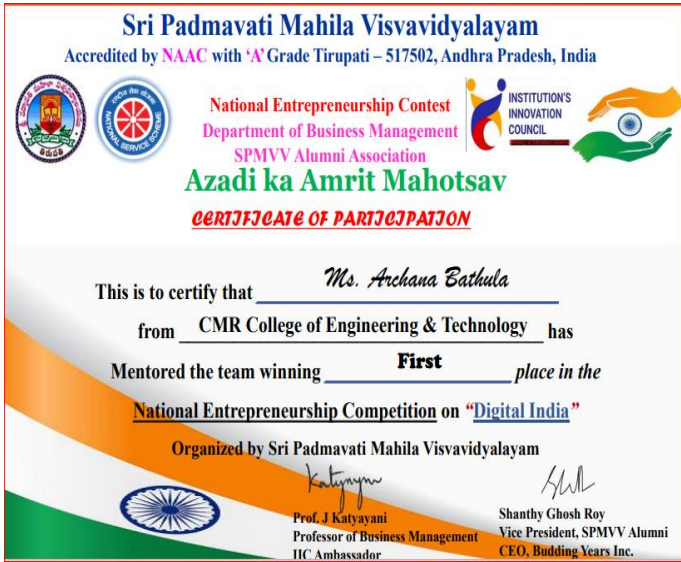 Sri Padmavati Mahila Visvavidyalayam
Accredited by NAAC with ‘A’ Grade Tirupati – 517502, Andhra Pradesh, India
NATIONAL SERVICE SCHEME
National Entrepreneurship Contest
Department of Business Management
SPMVV Alumni Association
INSTITUTION'S
INNOVATION
COUNCIL
Azadi ka Amrit Mahotsav
CERTIFICATE OF PARTICIPATION
This is to certify that Ms. Archana Bathula
from CMR College of Engineering & Technology has
Mentored the team winning First place in the
National Entrepreneurship Competition on “Digital India”
Organized by Sri Padmavati Mahila Visvavidyalayam
Prof. J Katyayani
Professor of Business Management
IIC Ambassador
Shanthy Ghosh Roy
Vice President, SPMVV Alumni
CEO, Budding Years Inc.